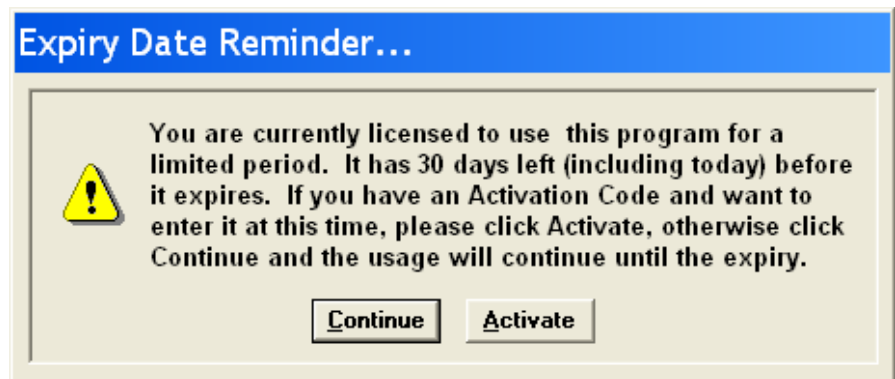 Expiry Date Reminder...
You are currently licensed to use  this program for a
limited period.  It has 30 days left (including today) before
it expires.  If you have an Activation Code and want to
enter it at this time, please click Activate, otherwise click
Continue and the usage will continue until the expiry.
Continue Activate